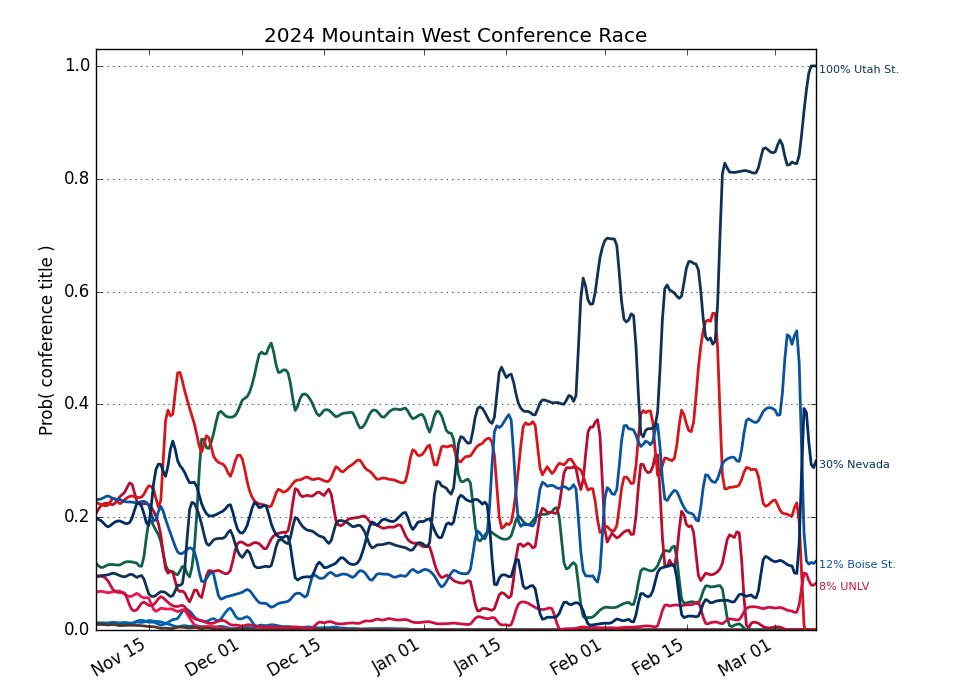 2024 Mountain West Conference Race
Prob( conference title )
1.0
0.8
0.6
0.4
0.2
0.0
100% Utah St.
30% Nevada
12% Boise St.
8% UNLV
Nov 15
Dec 01
Dec 15
Jan 01
Jan 15
Feb 01
Feb 15
Mar 01